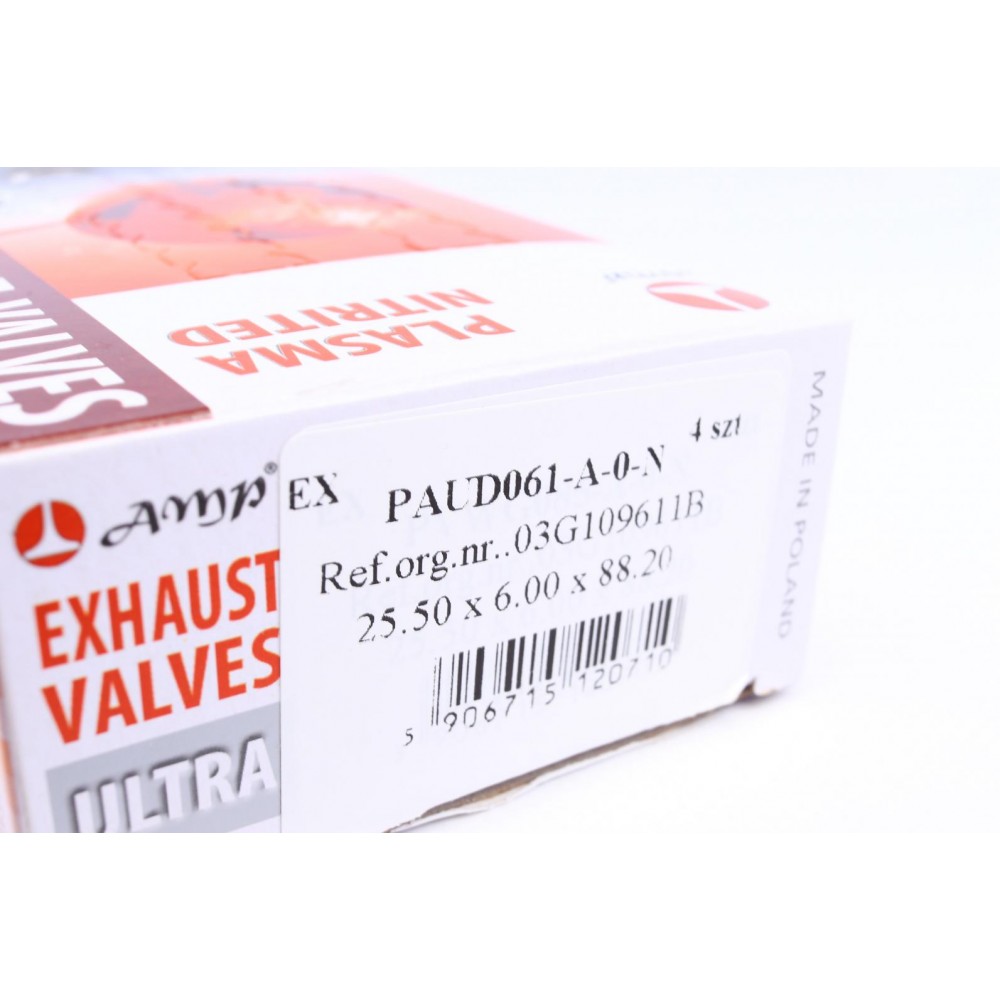 PLASMA
NITRITED
VALVES
AMP®
EXHAUST
VALVES
ULTRA
EX PAUD061-A-0-N 4 szt
Ref.org.nr..03G109611B
25.50 x 6.00 x 88.20
5 906715 120710
MADE IN POLAND